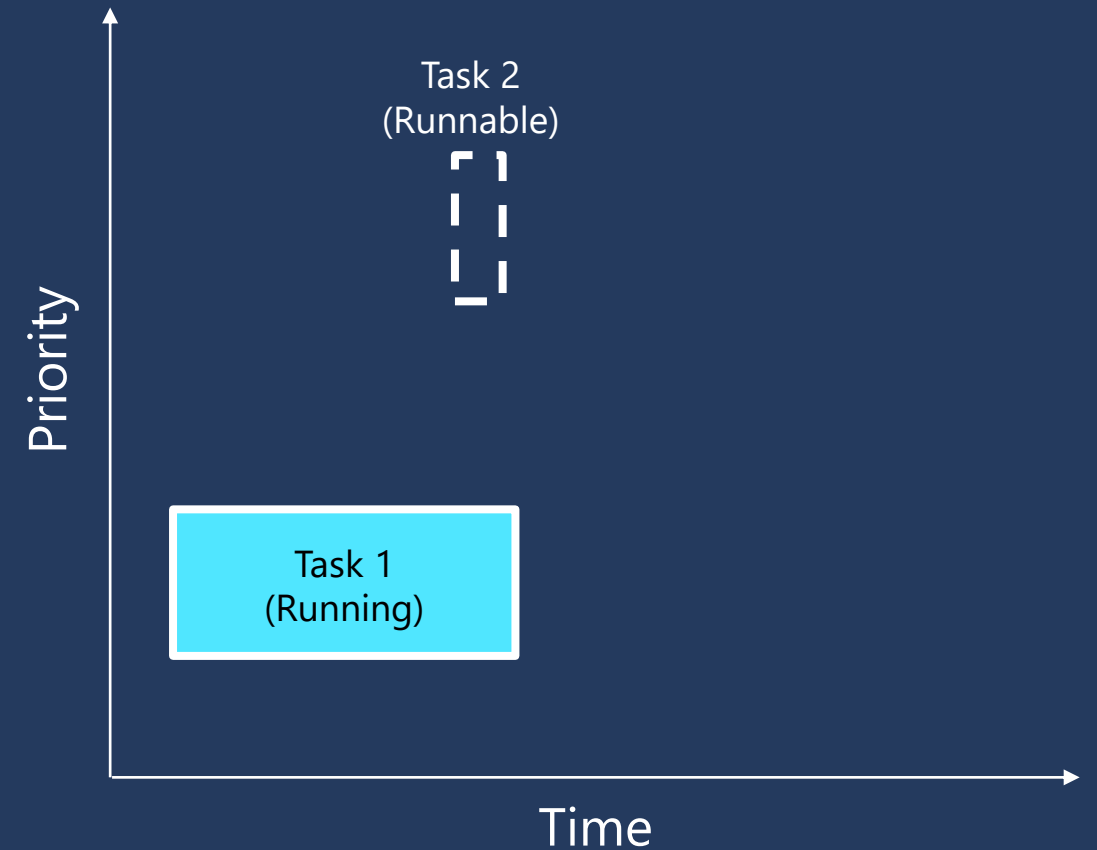 Task 2
(Runnable)
Priority
Task 1
(Running)
Time